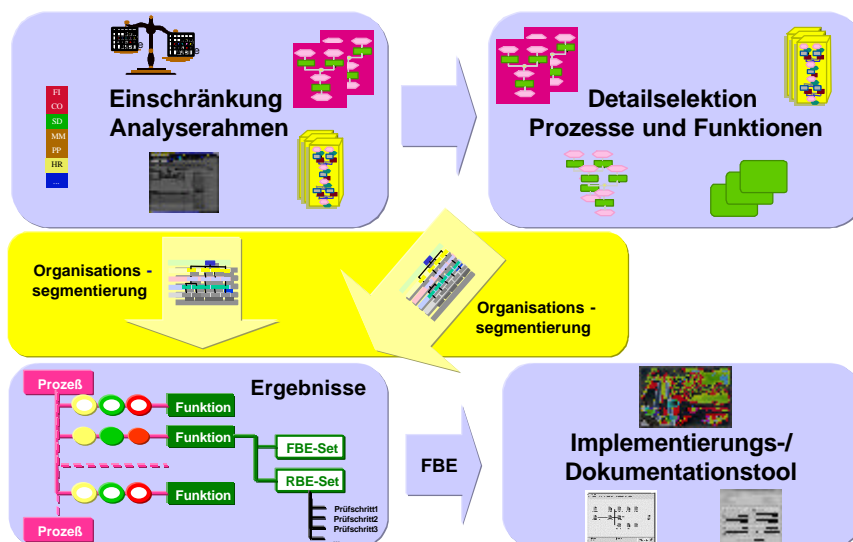 Einschränkung
Analyserahmen
FI
CO
SD
MM
PP
HR
...
Detailselektion
Prozesse und Funktionen
Organisations -
segmentierung
Organisations -
segmentierung
Ergebnisse
Prozeß
Funktion
Funktion
FBE-Set
RBE-Set
Funktion
Prüfschritt1
Prüfschritt2
Prüfschritt3
Prozeß
FBE
Implementierungs-/
Dokumentationstool